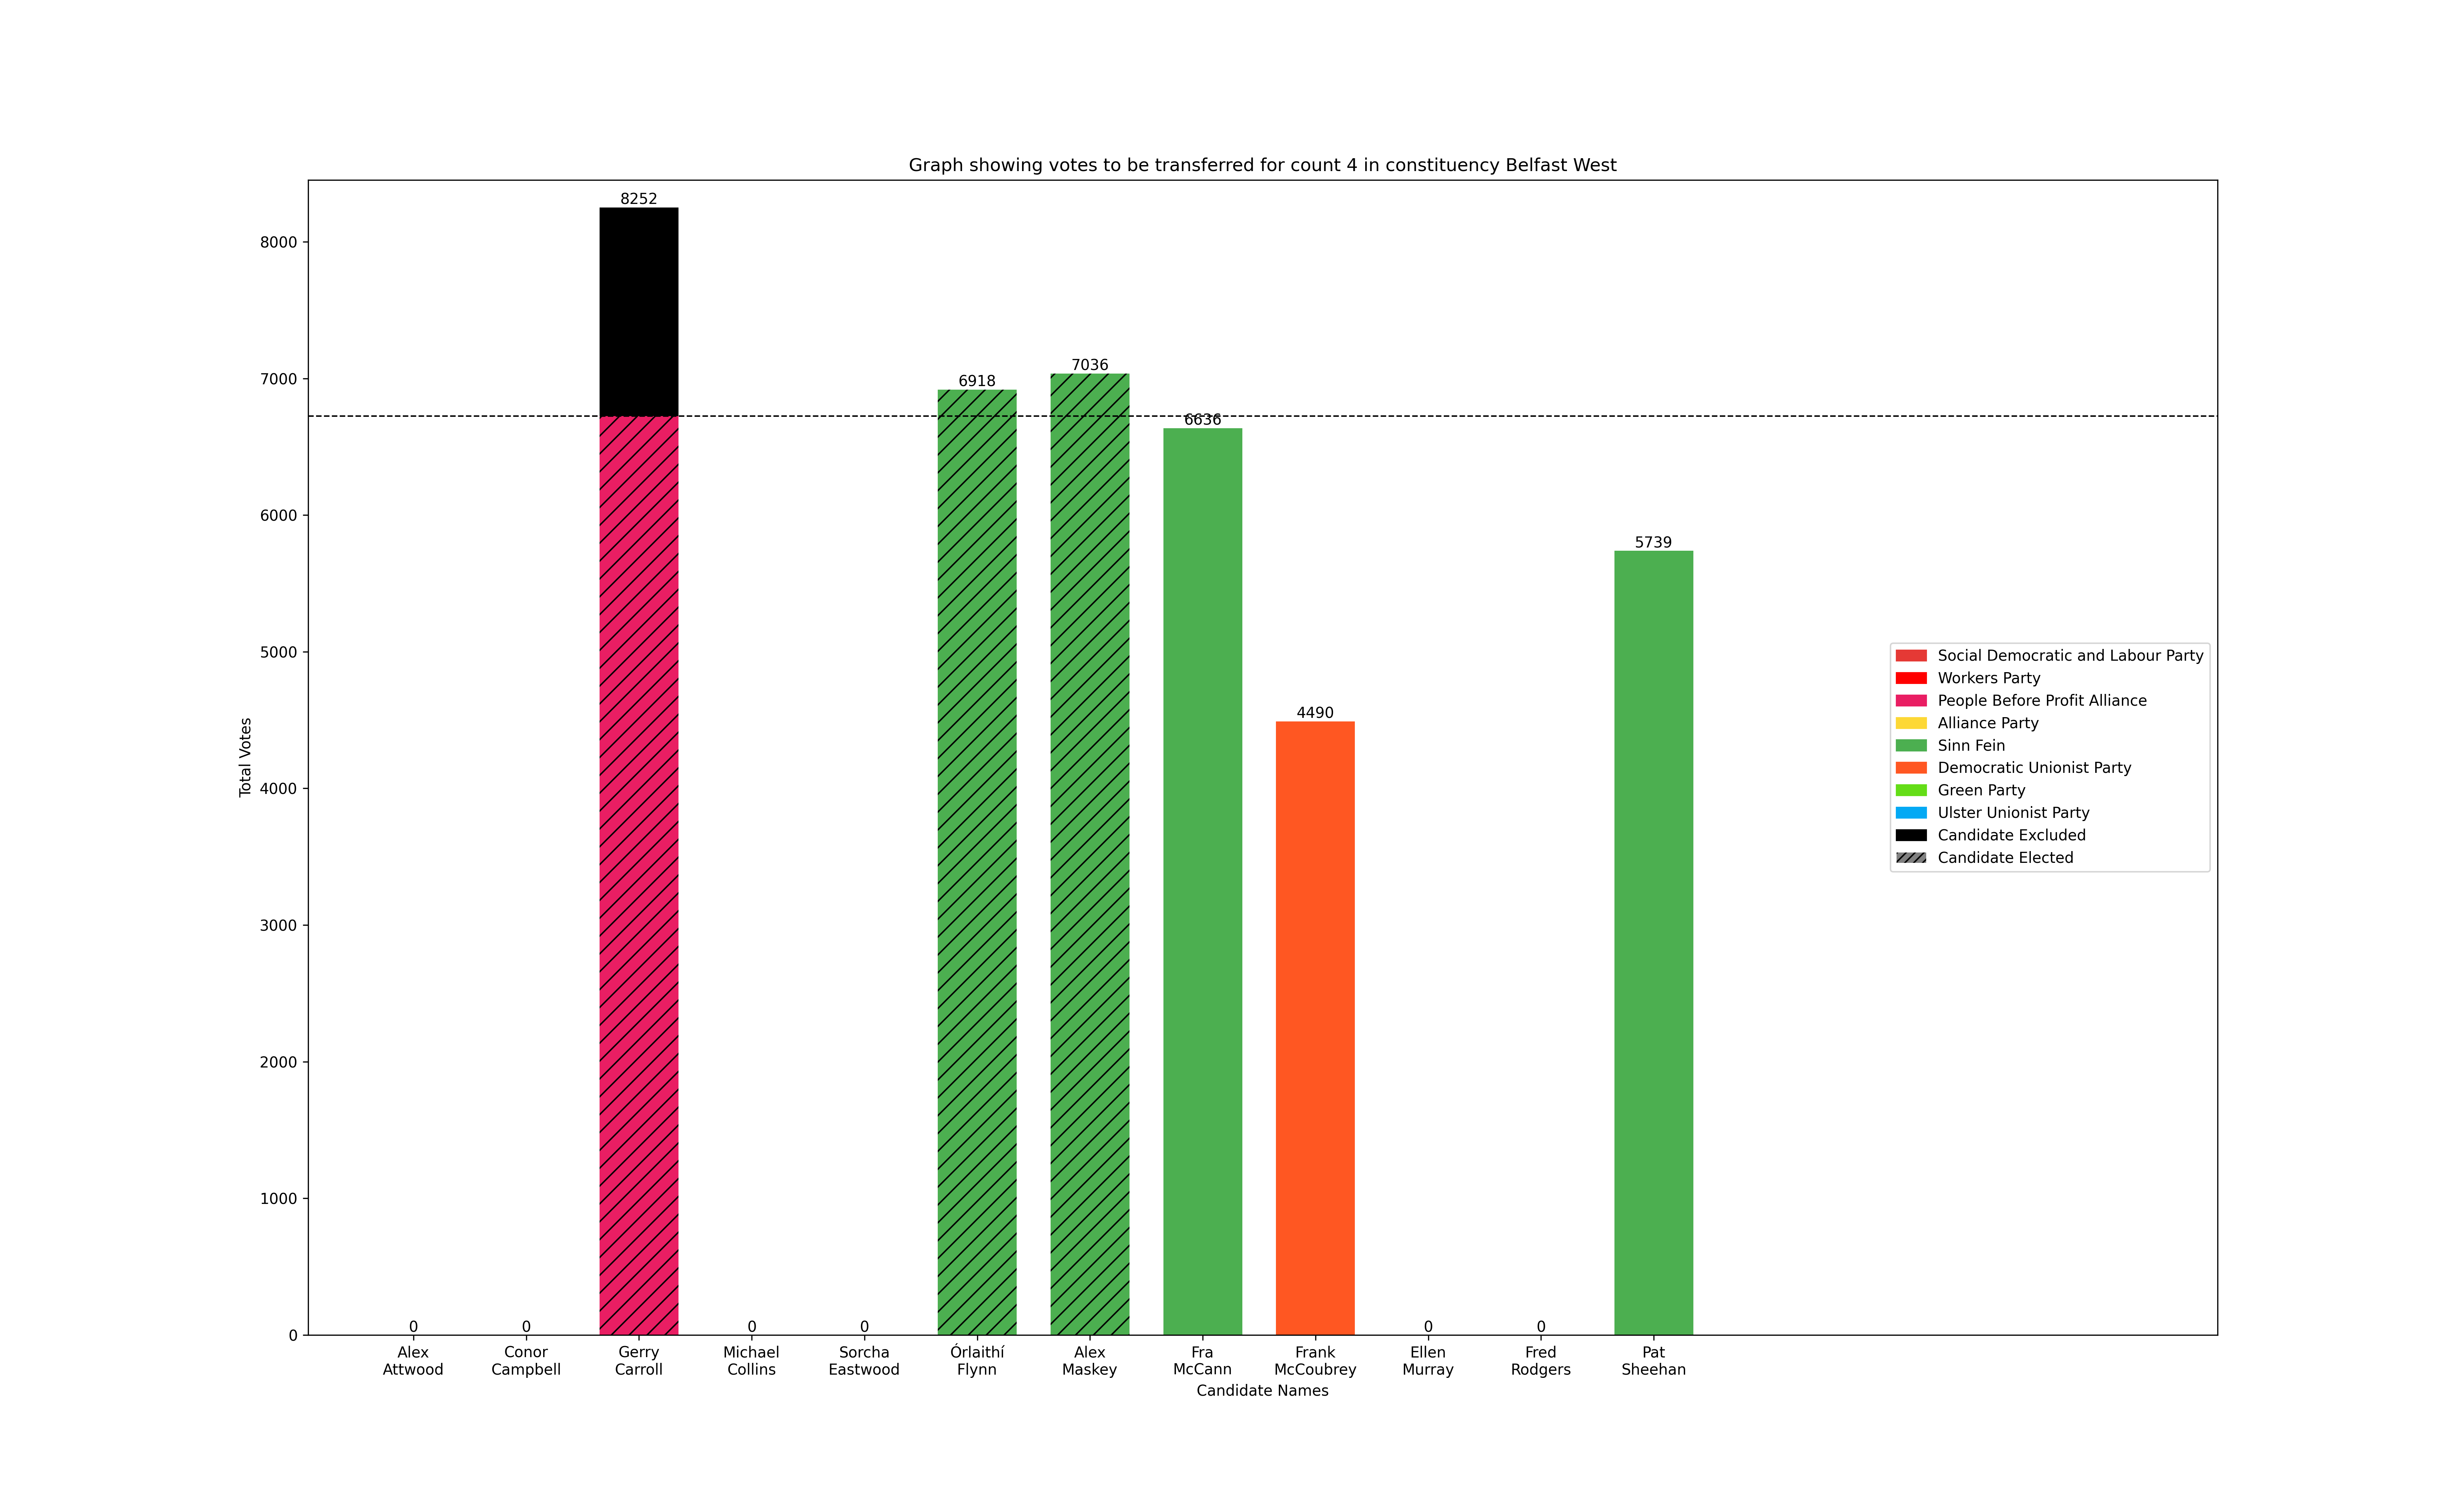 Graph showing votes to be transferred for count 4 in constituency Belfast West
Total Votes
8000
7000
6000
5000
4000
3000
2000
1000
0
8252
6918
7036
6636
4490
5739
0
0
0
0
0
0
Alex
Attwood
Conor
Campbell
Gerry
Carroll
Michael
Collins
Sorcha
Eastwood
Órlaithí
Flynn
Alex
Maskey
Fra
McCann
Frank
McCoubrey
Ellen
Murray
Fred
Rodgers
Pat
Sheehan
Candidate Names
Social Democratic and Labour Party
Workers Party
People Before Profit Alliance
Alliance Party
Sinn Fein
Democratic Unionist Party
Green Party
Ulster Unionist Party
Candidate Excluded
Candidate Elected